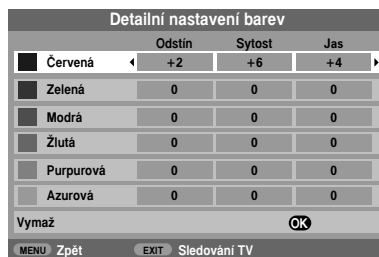 Detailní nastavení barev
Odstín Sytost Jas
Červená +2 +6 +4
Zelená 0 0 0
Modrá 0 0 0
Žlutá 0 0 0
Purpurová 0 0 0
Azurová 0 0 0
Vymaž OK
MENU Zpět EXIT Sledování TV